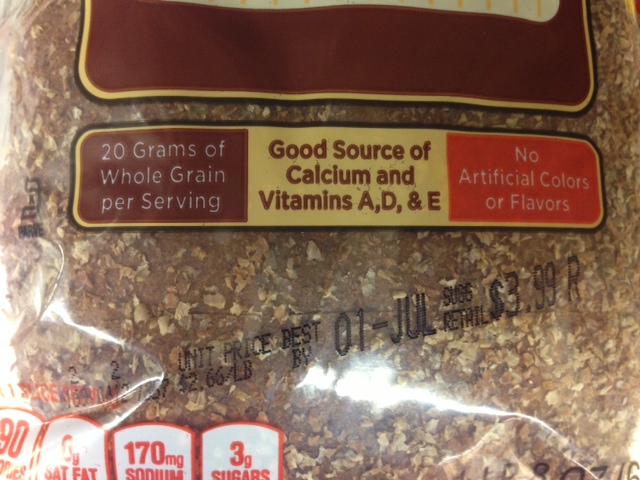 20 Grams of
Whole Grain
per Serving
Good Source of
Calcium and
Vitamins A,D, & E
No
Artificial Colors
or Flavors
UNIT PRICE
$2.66/LB
BEST
BY
01-JUL
SUGG
RETAIL
$3.99 R
90
0g
SAT FAT
170mg
SODIUM
3g
SUGARS